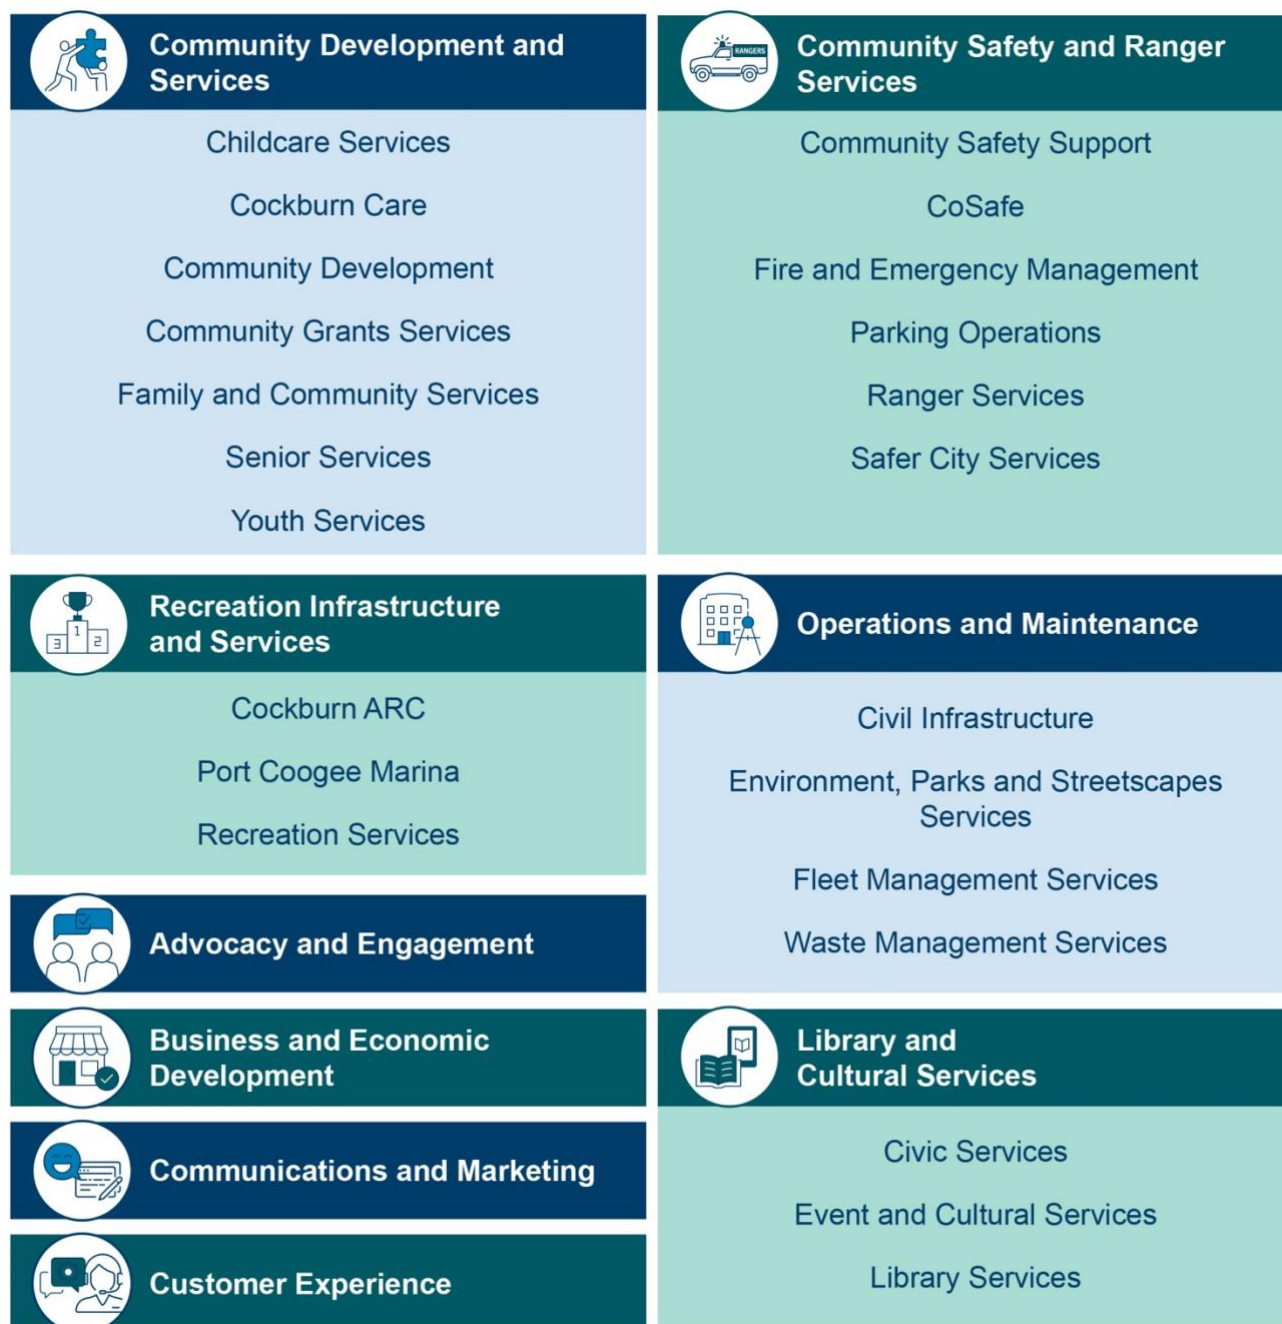 Community Development and
Services
Childcare Services
Cockburn Care
Community Development
Community Grants Services
Family and Community Services
Senior Services
Youth Services
RANGERS
Community Safety and Ranger
Services
Community Safety Support
CoSafe
Fire and Emergency Management
Parking Operations
Ranger Services
Safer City Services
1
2
3
Recreation Infrastructure
and Services
Cockburn ARC
Port Coogee Marina
Recreation Services
Operations and Maintenance
Civil Infrastructure
Environment, Parks and Streetscapes
Services
Fleet Management Services
Waste Management Services
Advocacy and Engagement
Business and Economic
Development
Communications and Marketing
Customer Experience
Library and
Cultural Services
Civic Services
Event and Cultural Services
Library Services